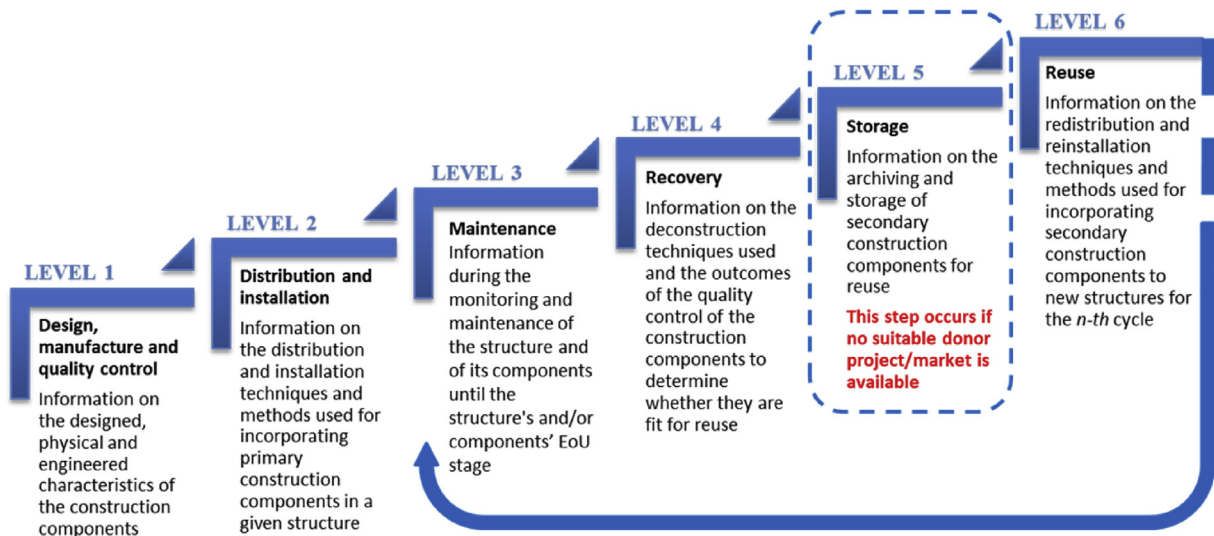 LEVEL 1
Design,
manufacture and
quality control
Information on
the designed,
physical and
engineered
characteristics of
the construction
components
LEVEL 2
Distribution and
installation
Information on
the distribution
and installation
techniques and
methods used for
incorporating
primary
construction
components in a
given structure
LEVEL 3
Maintenance
Information
during the
monitoring and
maintenance of
the structure and
of its components
until the
structure's and/or
components' EoU
stage
LEVEL 4
Recovery
Information on the
deconstruction
techniques used
and the outcomes
of the quality
control of the
construction
components to
determine
whether they are
fit for reuse
LEVEL 5
Storage
Information on the
archiving and
storage of
secondary
construction
components for
reuse
This step occurs if
no suitable donor
project/market is
available
LEVEL 6
Reuse
Information on the
redistribution and
reinstallation
techniques and
methods used for
incorporating
secondary
construction
components to
new structures for
the n-th cycle